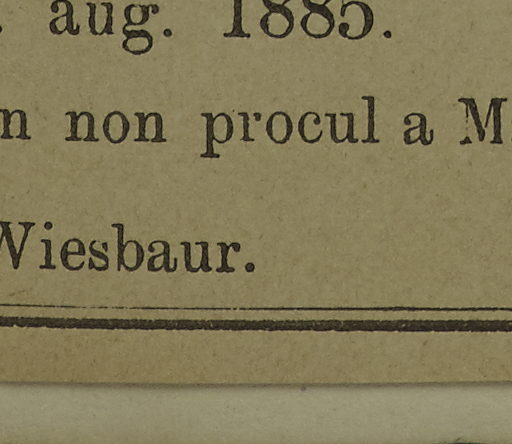 aug. 1885.
n non procul a M
Wiesbaur.